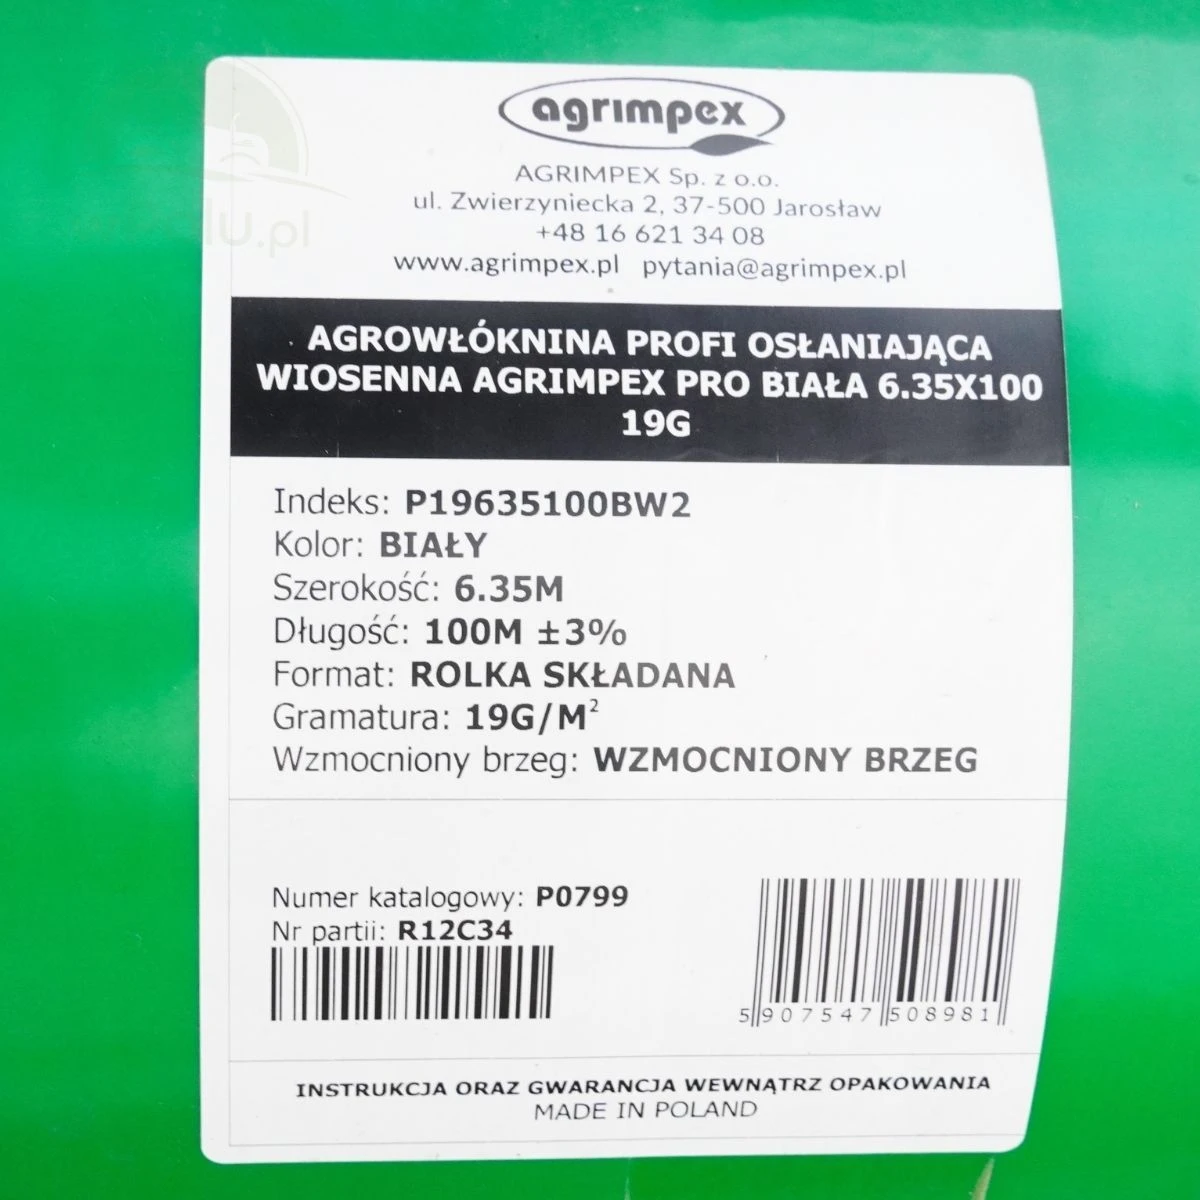 agrimpex
AGRIMPEX Sp. z o.o.
ul. Zwierzyniecka 2, 37-500 Jarosław
+48 16 621 34 08
www.agrimpex.pl pytania@agrimpex.pl
AGROWŁÓKNINA PROFI OSŁANIAJĄCA
WIOSENNA AGRIMPEX PRO BIAŁA 6.35X100
19G
Indeks: P19635100BW2
Kolor: BIAŁY
Szerokość: 6.35M
Długość: 100M ±3%
Format: ROLKA SKŁADANA
Gramatura: 19G/M²
Wzmocniony brzeg: WZMOCNIONY BRZEG
Numer katalogowy: P0799
Nr partii: R12C34
5 907547 508981
INSTRUKCJA ORAZ GWARANCJA WEWNĄTRZ OPAKOWANIA
MADE IN POLAND